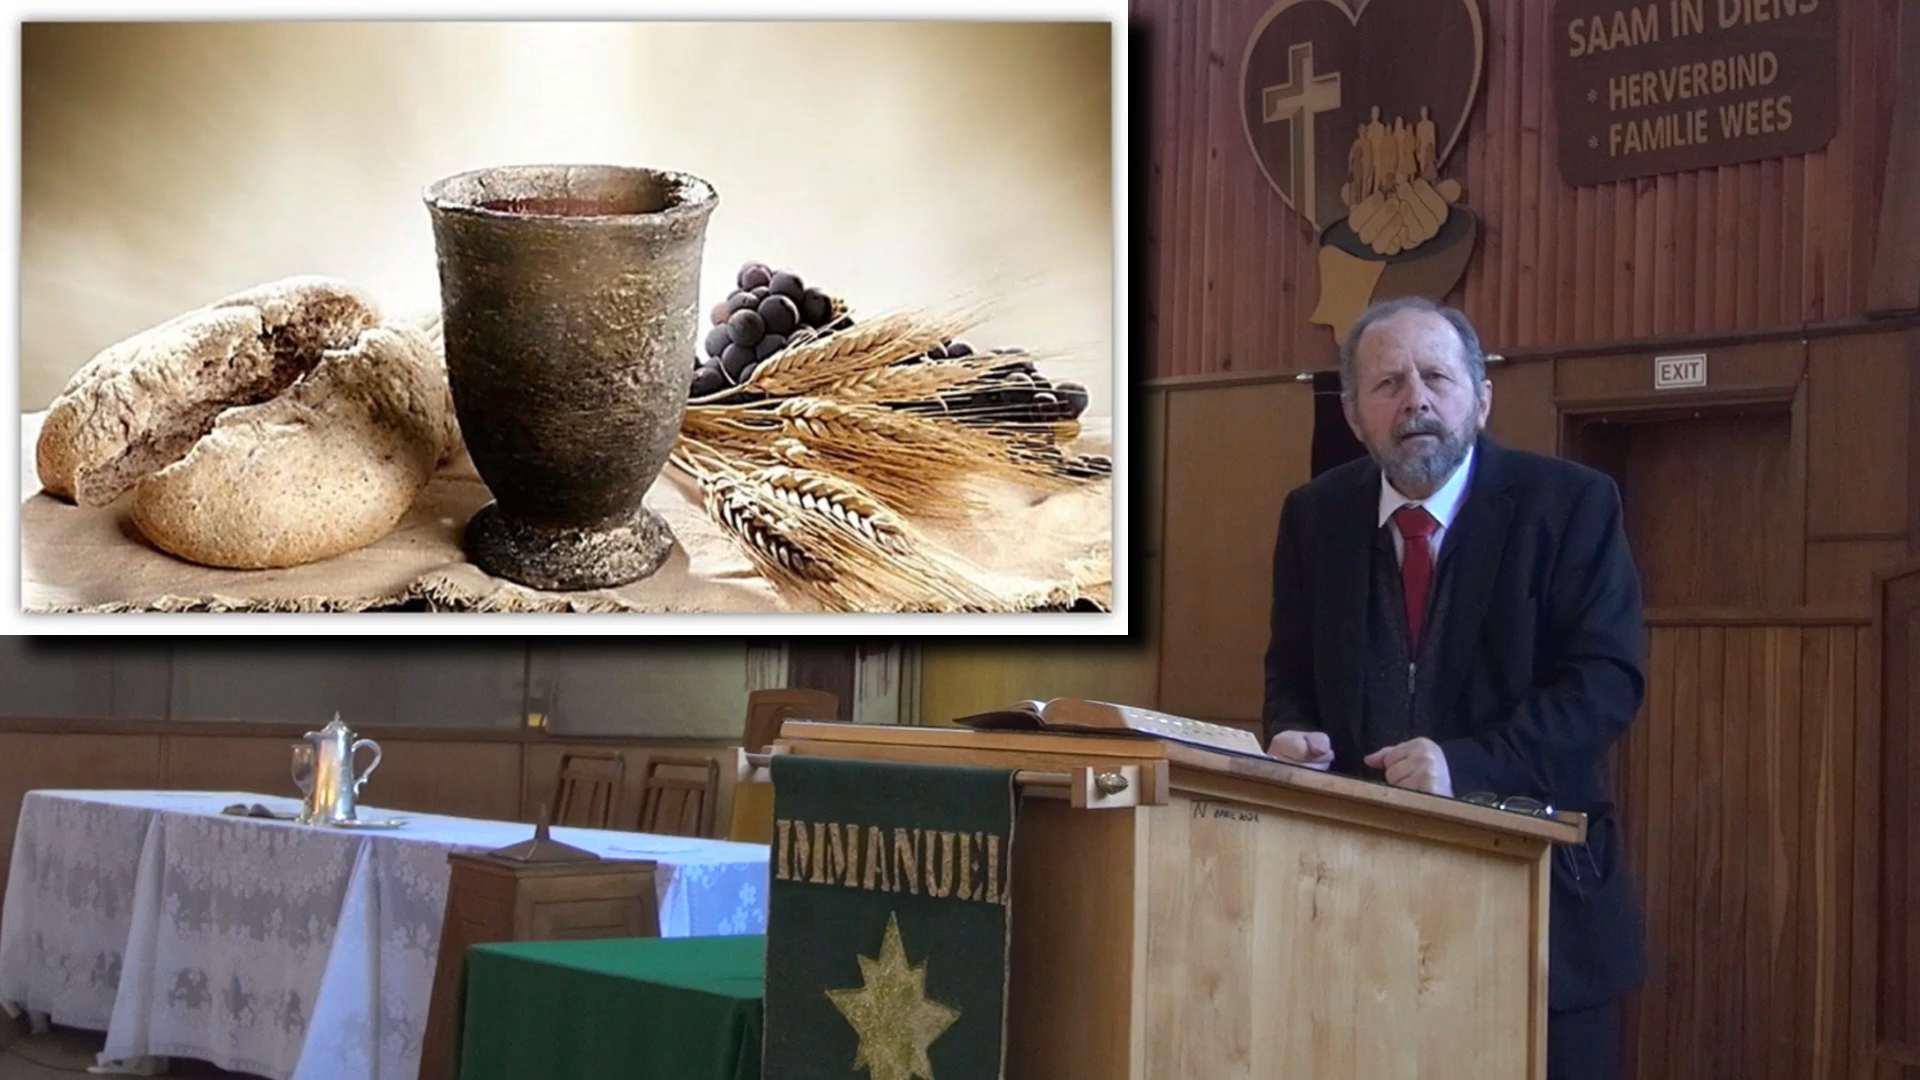 SAAM IN DIENS
* HERVERBIND
* FAMILIE WEES
EXIT
IMMANUEL